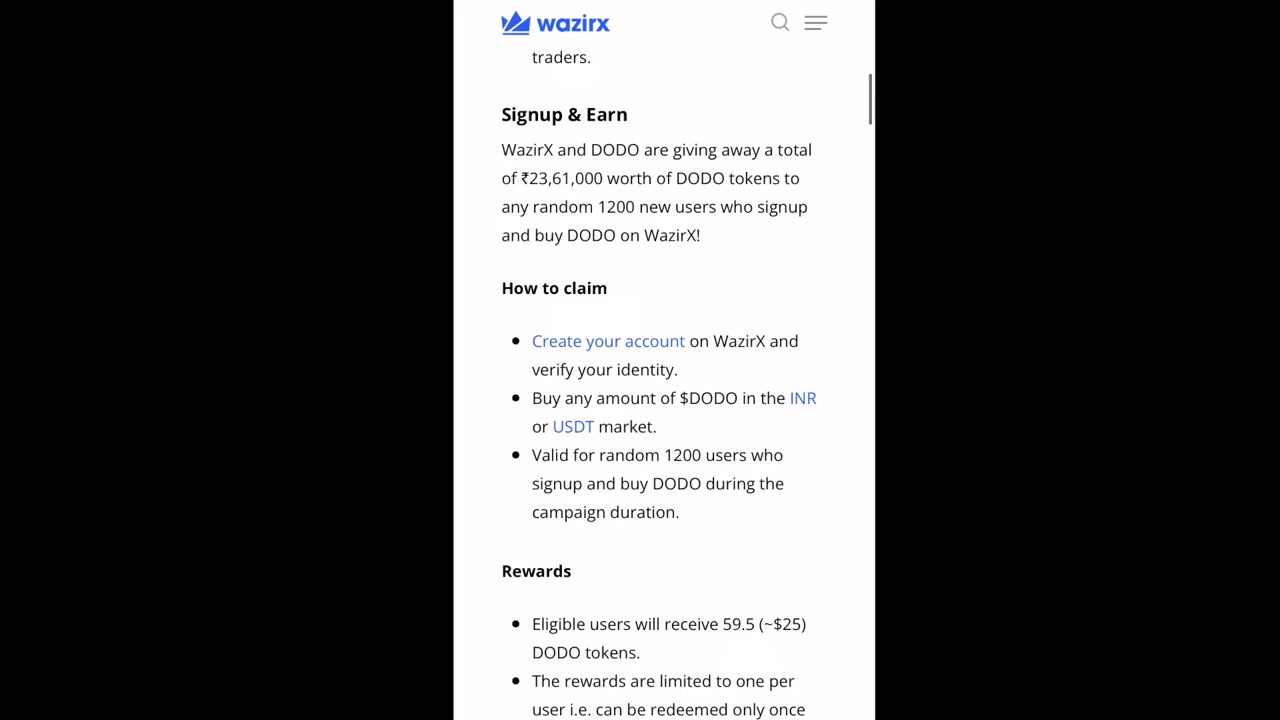 wazirx
traders.
Signup & Earn
WazirX and DODO are giving away a total
of ₹23,61,000 worth of DODO tokens to
any random 1200 new users who signup
and buy DODO on WazirX!
How to claim
Create your account on WazirX and
verify your identity.
Buy any amount of $DODO in the INR
or USDT market.
Valid for random 1200 users who
signup and buy DODO during the
campaign duration.
Rewards
Eligible users will receive 59.5 (~$25)
DODO tokens.
The rewards are limited to one per
user i.e. can be redeemed only once